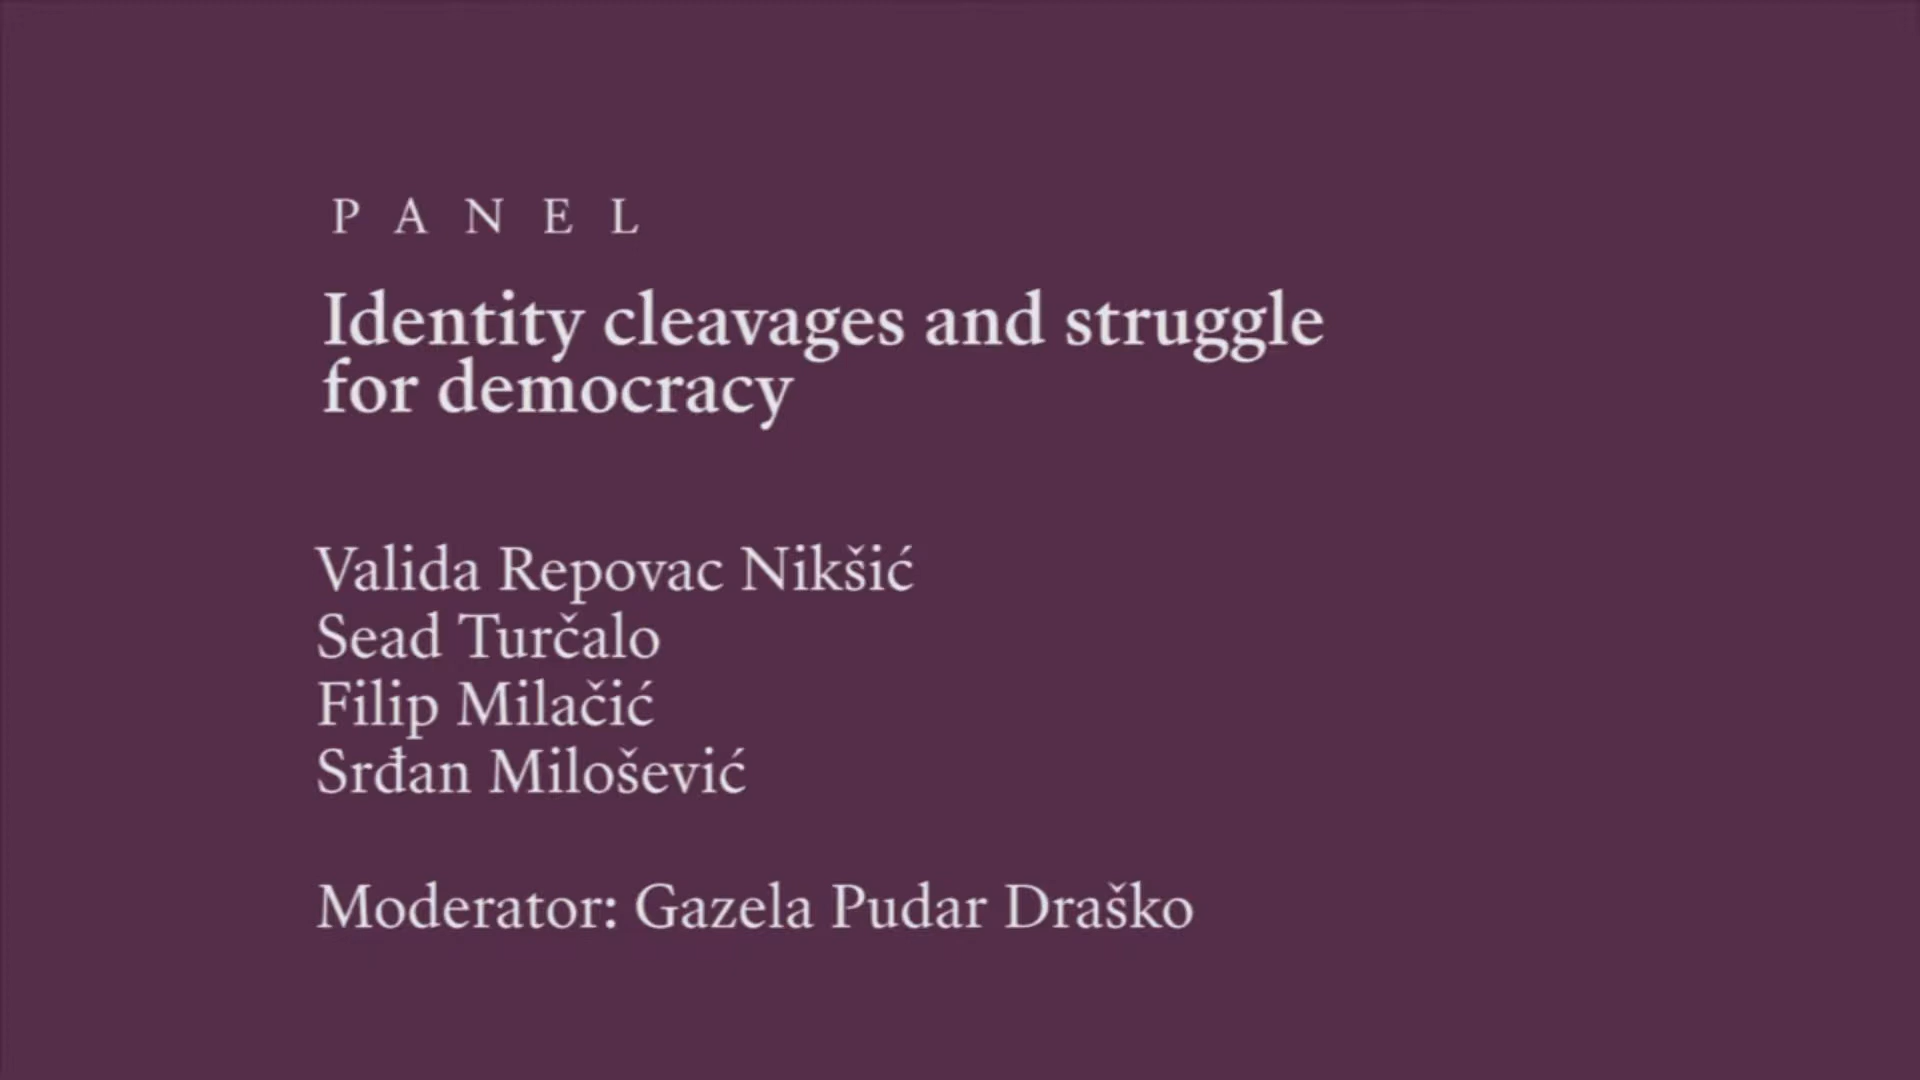 PANEL
Identity cleavages and struggle
for democracy
Valida Repovac Nikšić
Sead Turčalo
Filip Milačić
Srđan Milošević
Moderator: Gazela Pudar Draško